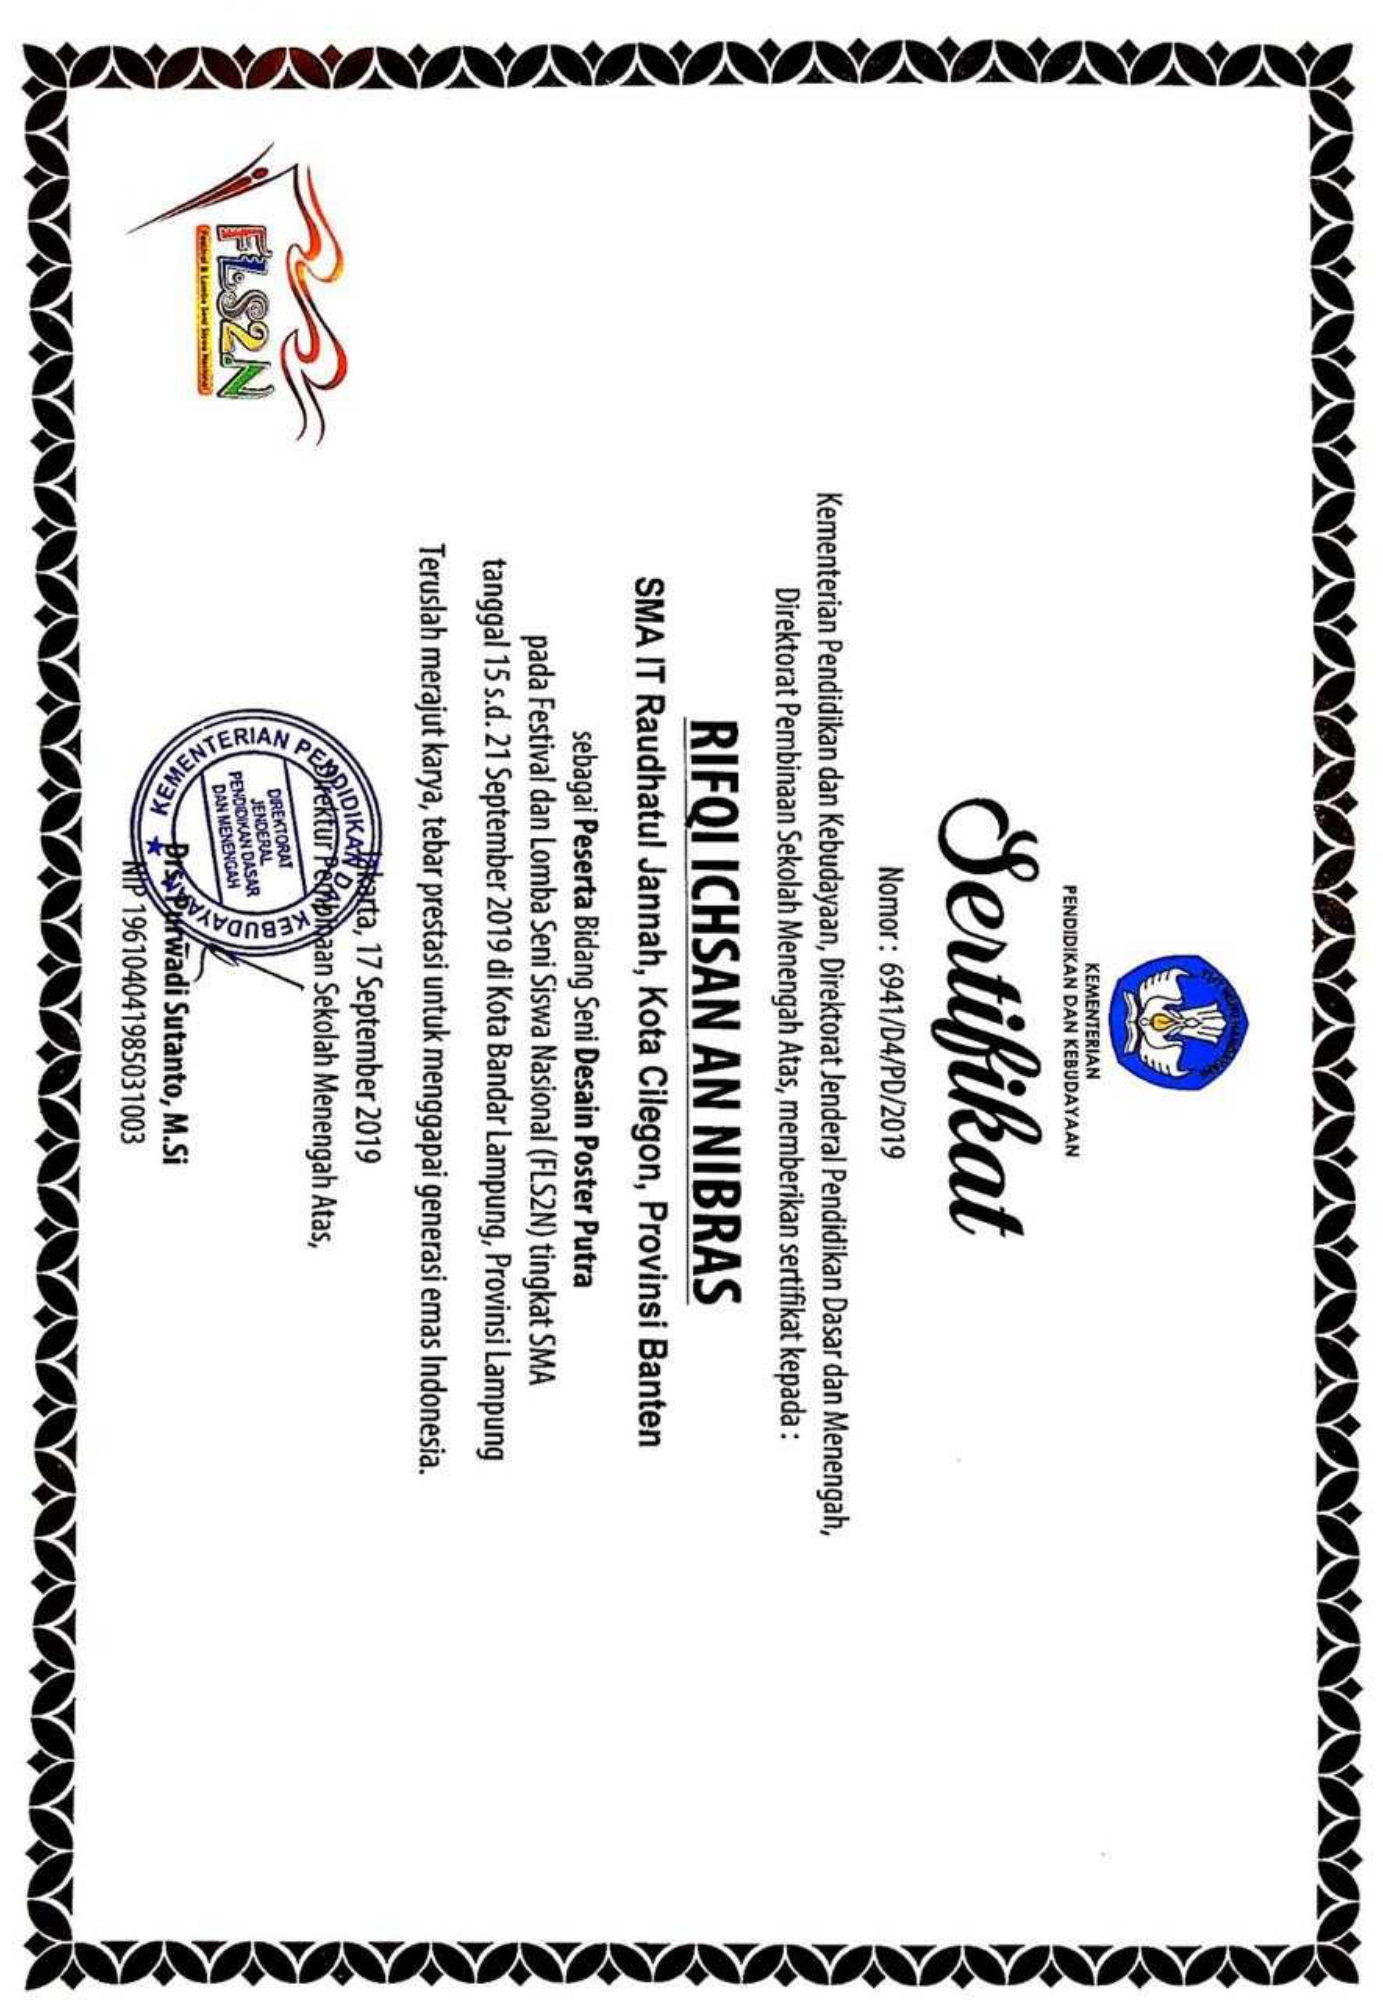 TUT WURI HANDAYANI
KEMENTERIAN
PENDIDIKAN DAN KEBUDAYAAN
Sertifikat
Nomor : 6941/D4/PD/2019
Kementerian Pendidikan dan Kebudayaan, Direktorat Jenderal Pendidikan Dasar dan Menengah,
Direktorat Pembinaan Sekolah Menengah Atas, memberikan sertifikat kepada :
RIFQI ICHSAN AN NIBRAS
SMA IT Raudhatul Jannah, Kota Cilegon, Provinsi Banten
sebagai Peserta Bidang Seni Desain Poster Putra
pada Festival dan Lomba Seni Siswa Nasional (FLS2N) tingkat SMA
tanggal 15 s.d. 21 September 2019 di Kota Bandar Lampung, Provinsi Lampung
Teruslah merajut karya, tebar prestasi untuk menggapai generasi emas Indonesia.
Jakarta, 17 September 2019
Direktur Pembinaan Sekolah Menengah Atas,
KEMENTERIAN PENDIDIKAN DAN KEBUDAYAAN
DIREKTORAT
JENDERAL
PENDIDIKAN DASAR
DAN MENENGAH
Drs. Purwadi Sutanto, M.Si
NIP 196104041985031003
FLS2N
Festival & Lomba Seni Siswa Nasional